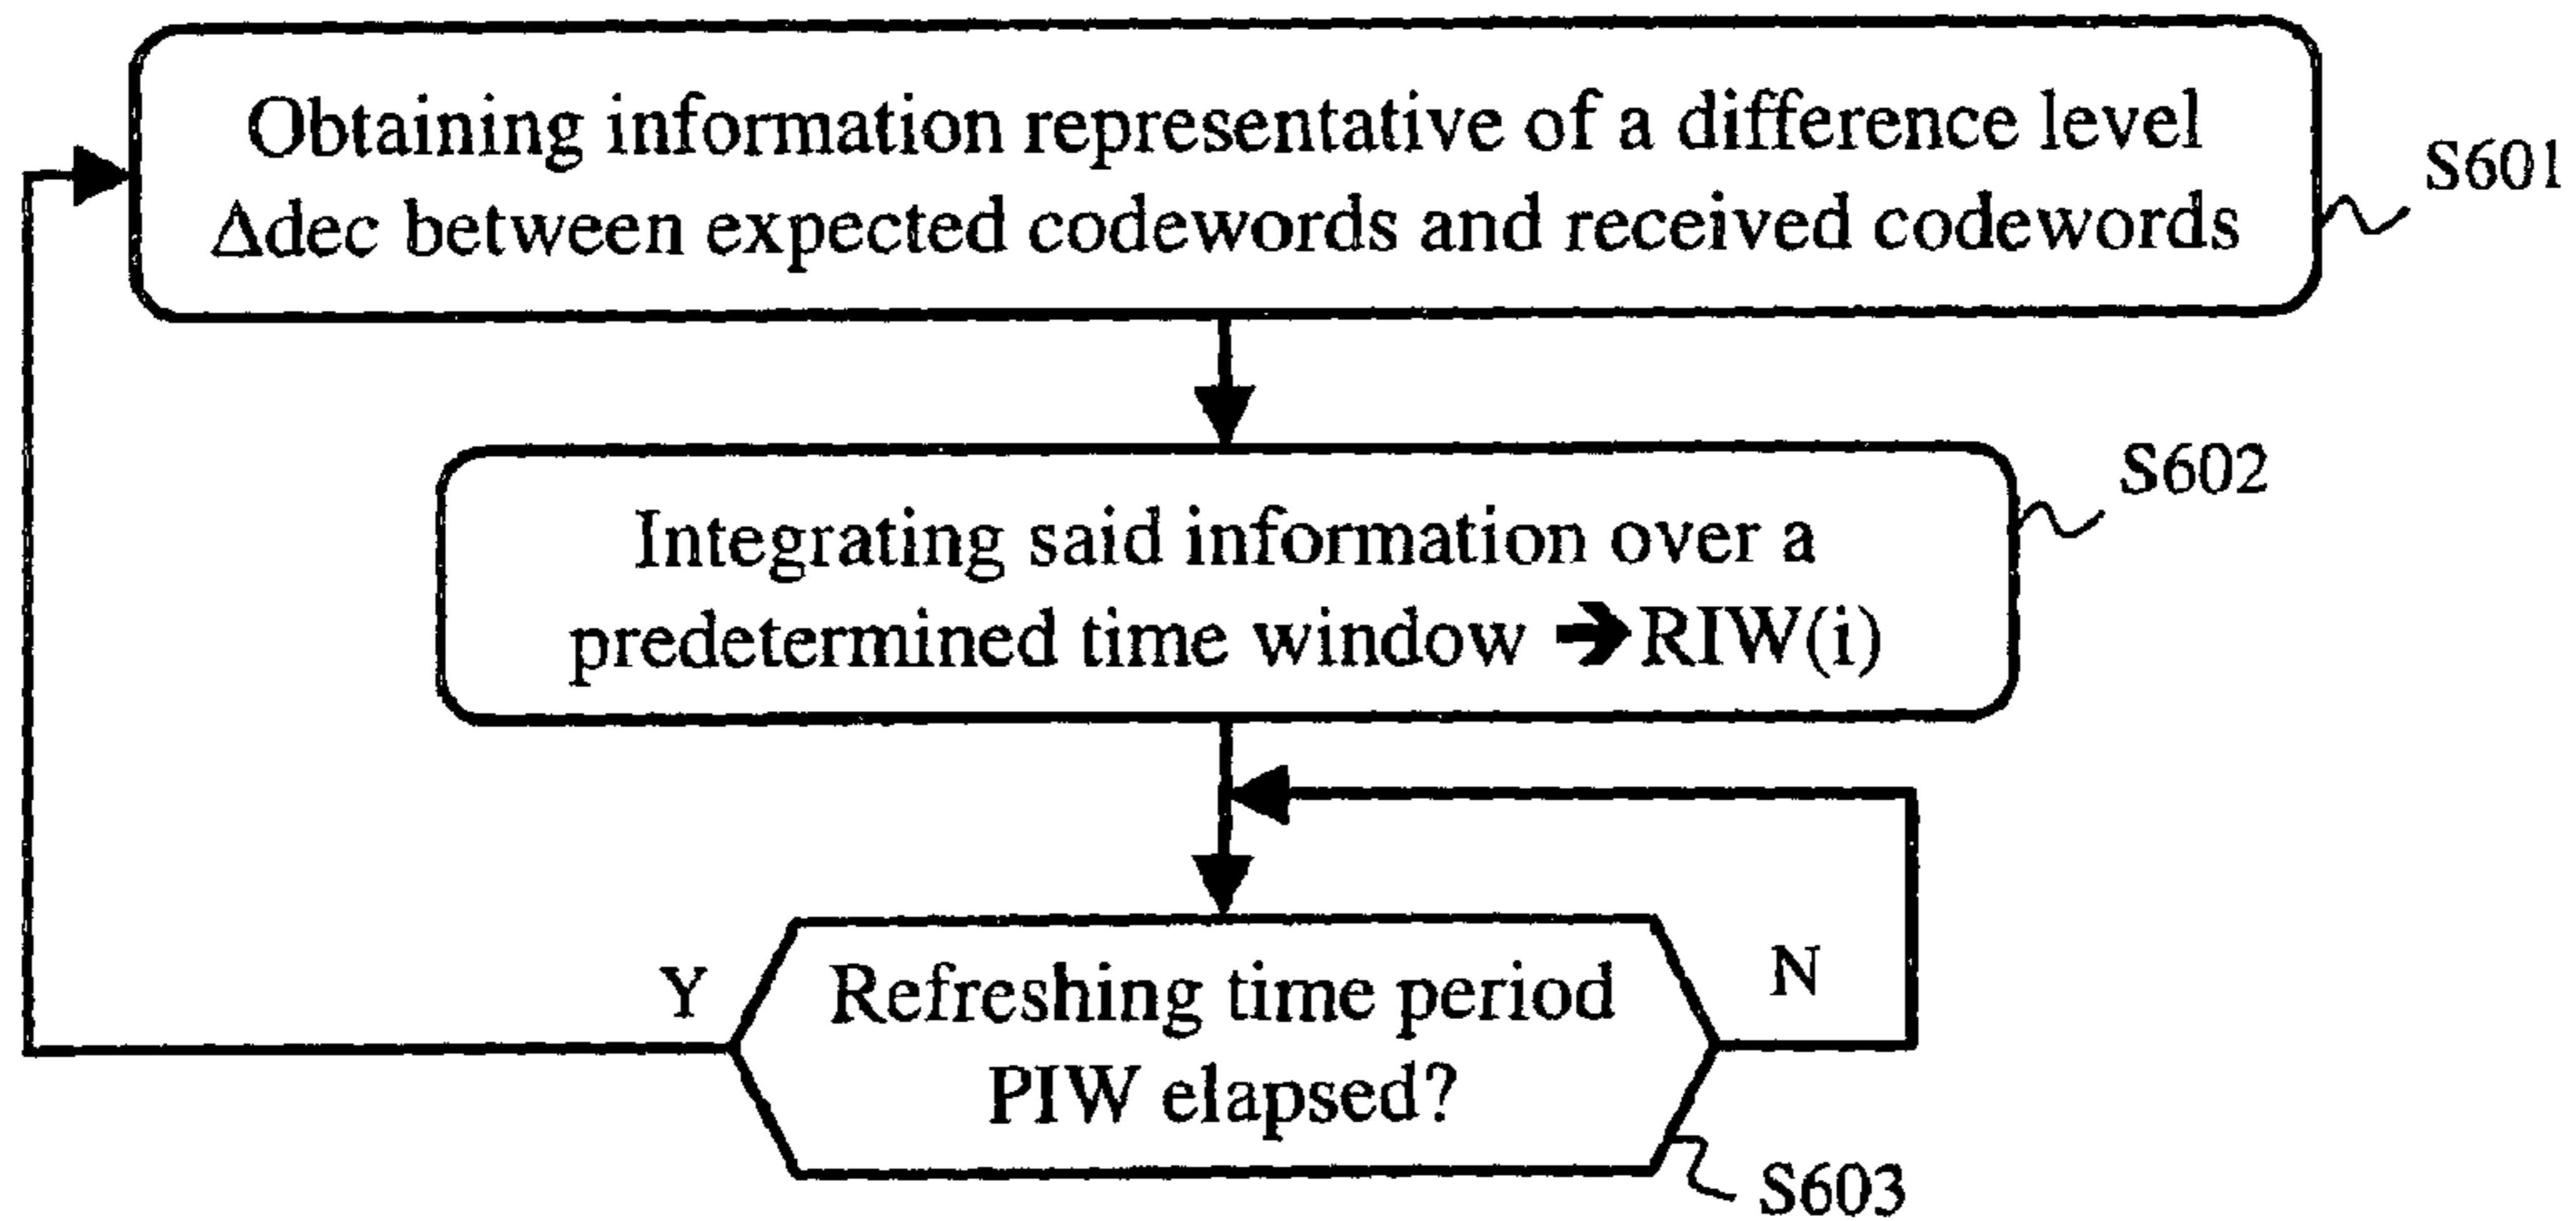 Obtaining information representative of a difference level
Δdec between expected codewords and received codewords
S601
Integrating said information over a
predetermined time window ➔RIW(i)
S602
Refreshing time period
PIW elapsed?
Y
N
S603